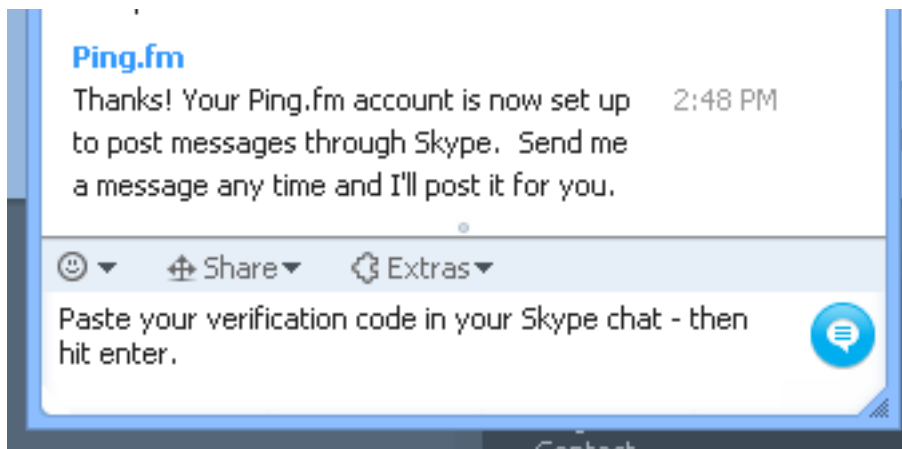 Ping.fm
Thanks! Your Ping.fm account is now set up 2:48 PM
to post messages through Skype.  Send me
a message any time and I'll post it for you.
Share Extras
Paste your verification code in your Skype chat - then
hit enter.